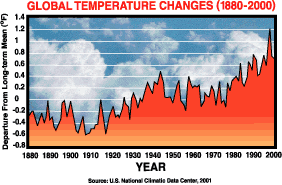 GLOBAL TEMPERATURE CHANGES (1880-2000)
Departure From Long-term Mean (°F)
1.4
1.2
1
0.8
0.6
0.4
0.2
0
-0.2
-0.4
-0.6
-0.8
1880 1890 1900 1910 1920 1930 1940 1950 1960 1970 1980 1990 2000
YEAR
Source: U.S. National Climatic Data Center, 2001